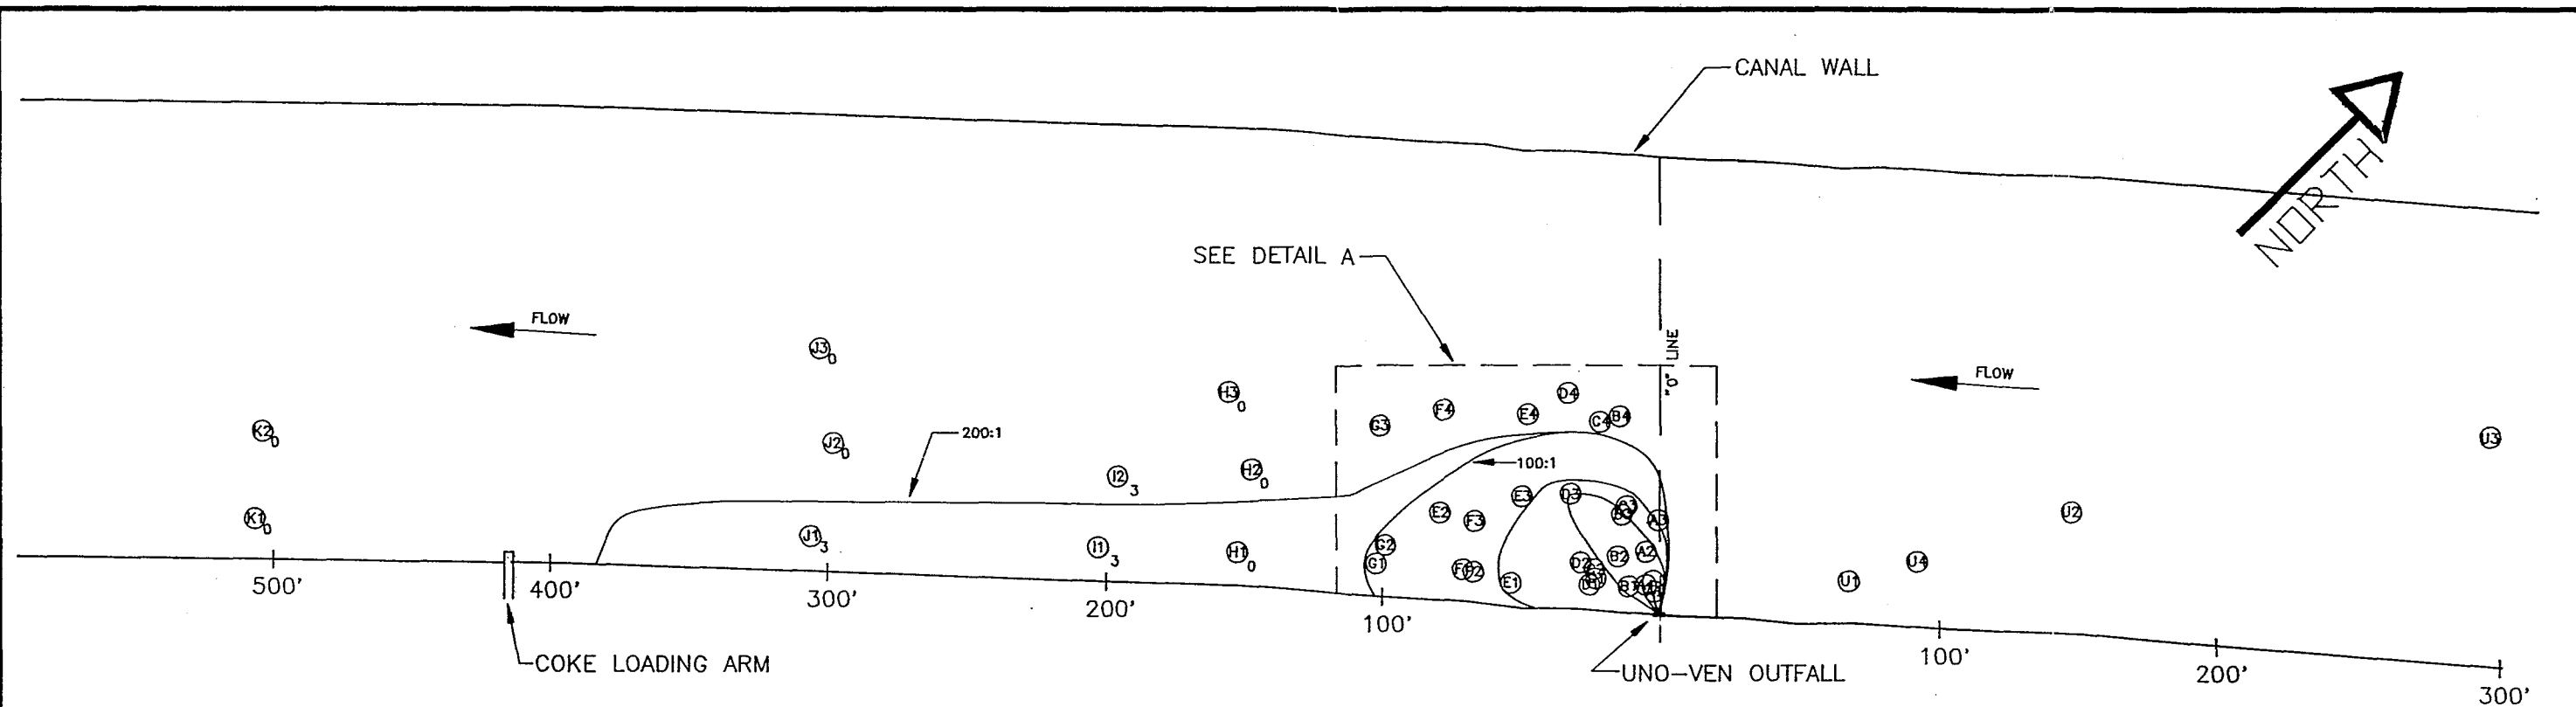 CANAL WALL
NORTH
SEE DETAIL A
FLOW
"0" LINE
FLOW
J3 0
H3 0
D4
F4
E4
B4
C4
G3
K2 0
J2 0
200:1
U3
100:1
H2 0
I2 3
E3
D3
A3
E2
F3
U2
K1 0
J1 3
I1 3
H1 0
G2
G1
F2
B2
A2
D2
E1
U4
U1
500'
400'
300'
200'
100'
100'
200'
300'
COKE LOADING ARM
UNO-VEN OUTFALL